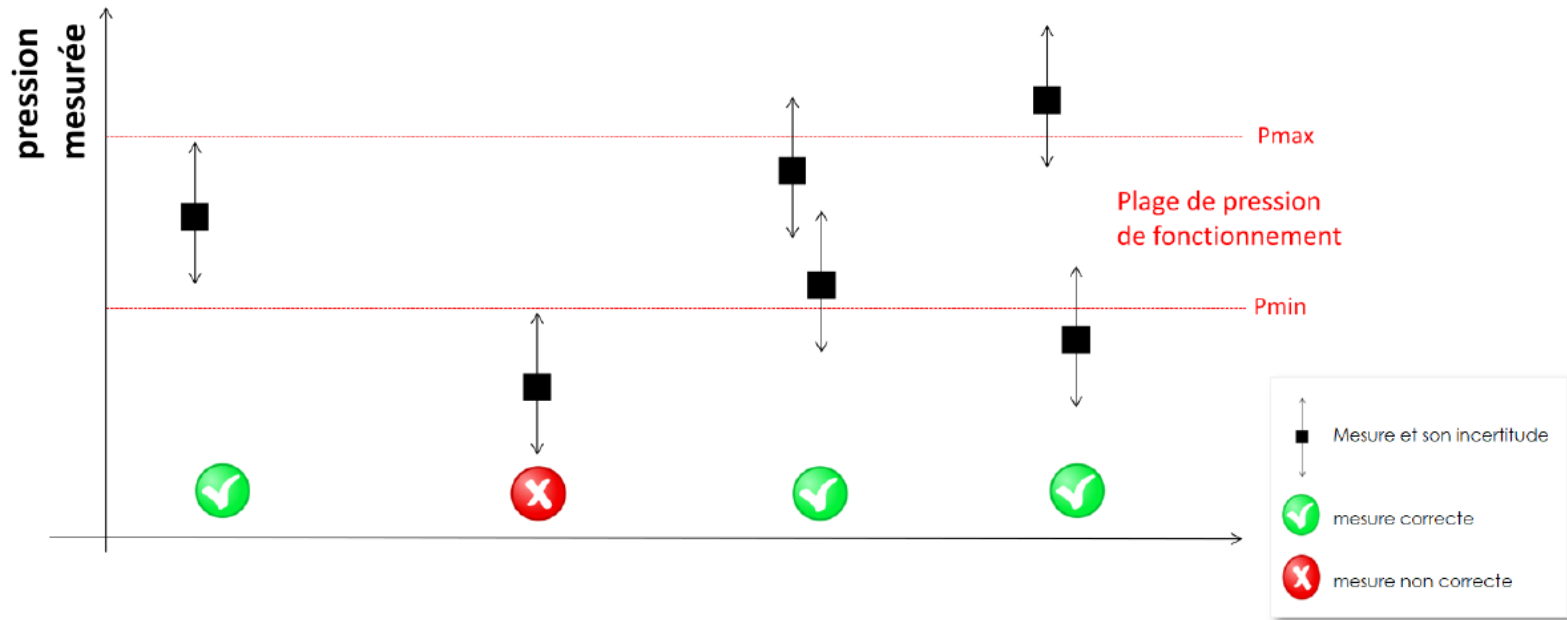 pression
mesurée
Pmax
Plage de pression
de fonctionnement
Pmin
Mesure et son incertitude
mesure correcte
mesure non correcte